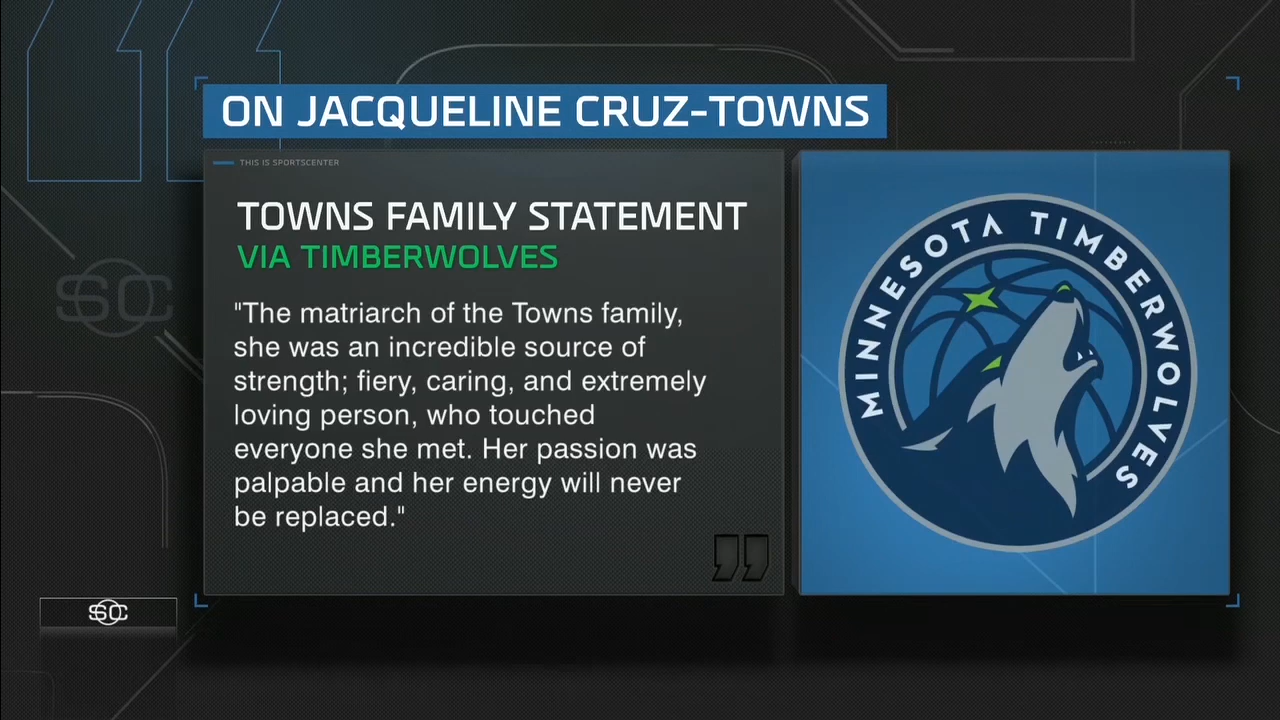 ON JACQUELINE CRUZ-TOWNS
THIS IS SPORTSCENTER
TOWNS FAMILY STATEMENT
VIA TIMBERWOLVES
"The matriarch of the Towns family,
she was an incredible source of
strength; fiery, caring, and extremely
loving person, who touched
everyone she met. Her passion was
palpable and her energy will never
be replaced."
MINNESOTA TIMBERWOLVES
SC
SC